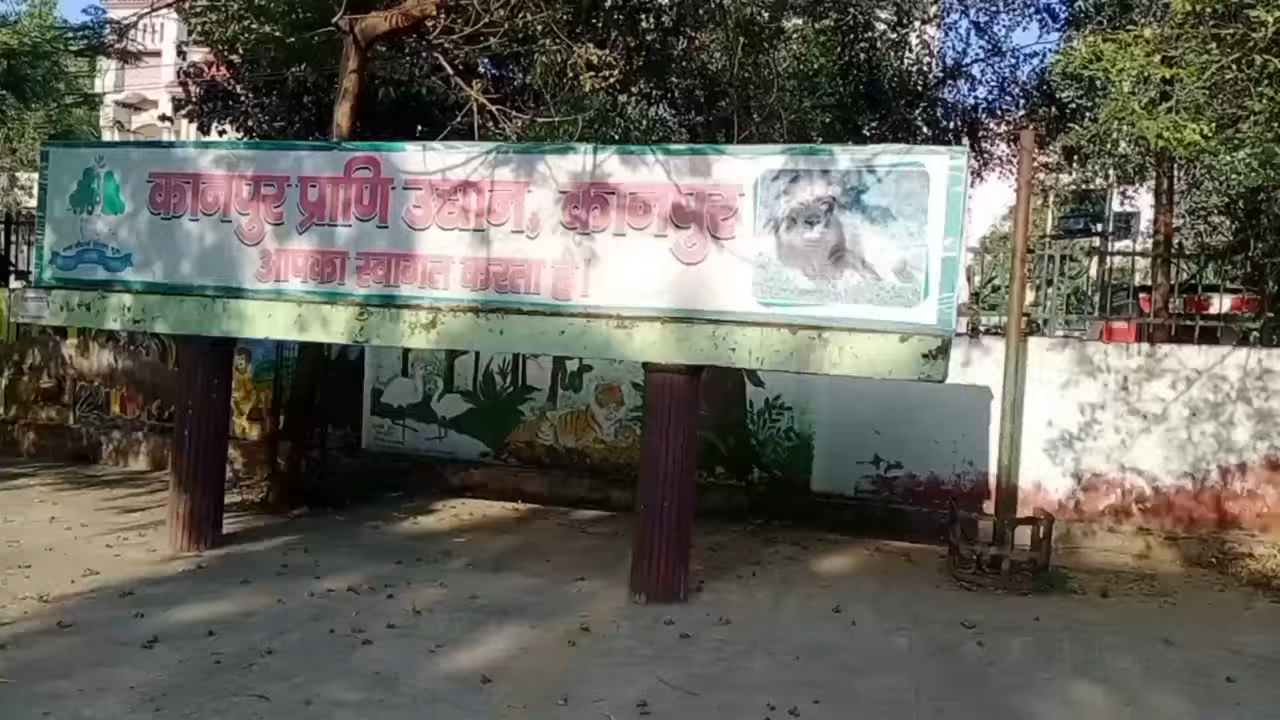 कानपुर प्राणि उद्यान, कानपुर
आपका स्वागत करता है।